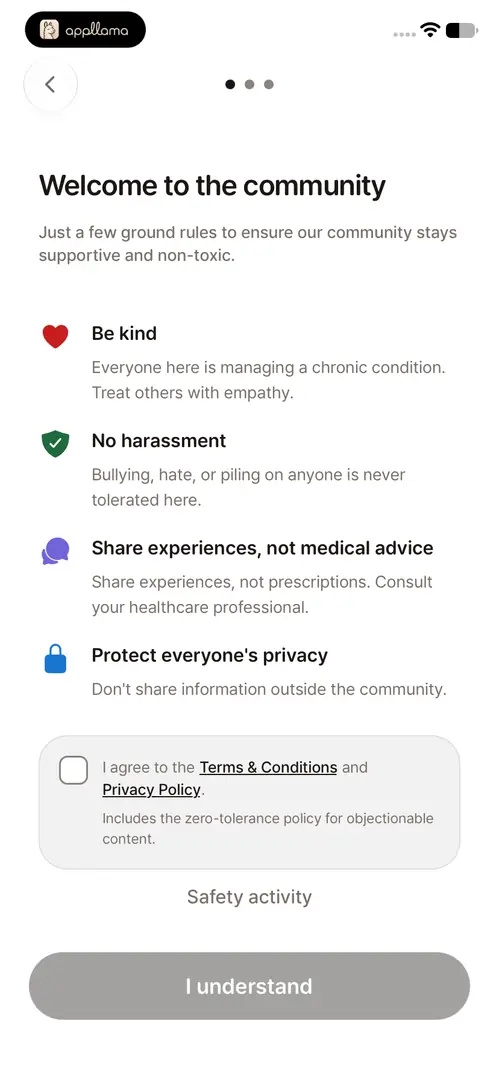 appllama
Welcome to the community
Just a few ground rules to ensure our community stays
supportive and non-toxic.
Be kind
Everyone here is managing a chronic condition.
Treat others with empathy.
No harassment
Bullying, hate, or piling on anyone is never
tolerated here.
Share experiences, not medical advice
Share experiences, not prescriptions. Consult
your healthcare professional.
Protect everyone's privacy
Don't share information outside the community.
I agree to the Terms & Conditions and
Privacy Policy.
Includes the zero-tolerance policy for objectionable
content.
Safety activity
I understand